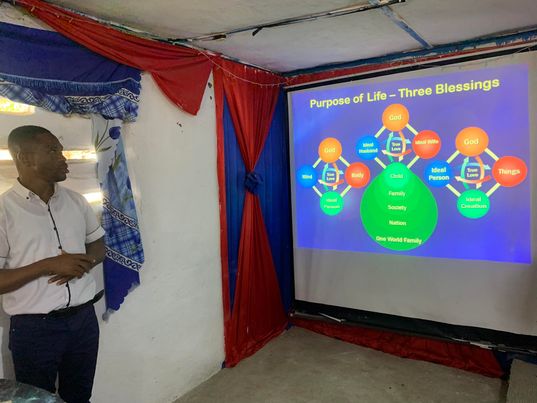 Purpose of Life – Three Blessings
God
Mind
True
Love
Body
Ideal
Person
God
Ideal
Husband
True
Love
Ideal Wife
Child
Family
Society
Nation
One World Family
God
Ideal
Person
True
Love
Things
Ideal
Creation